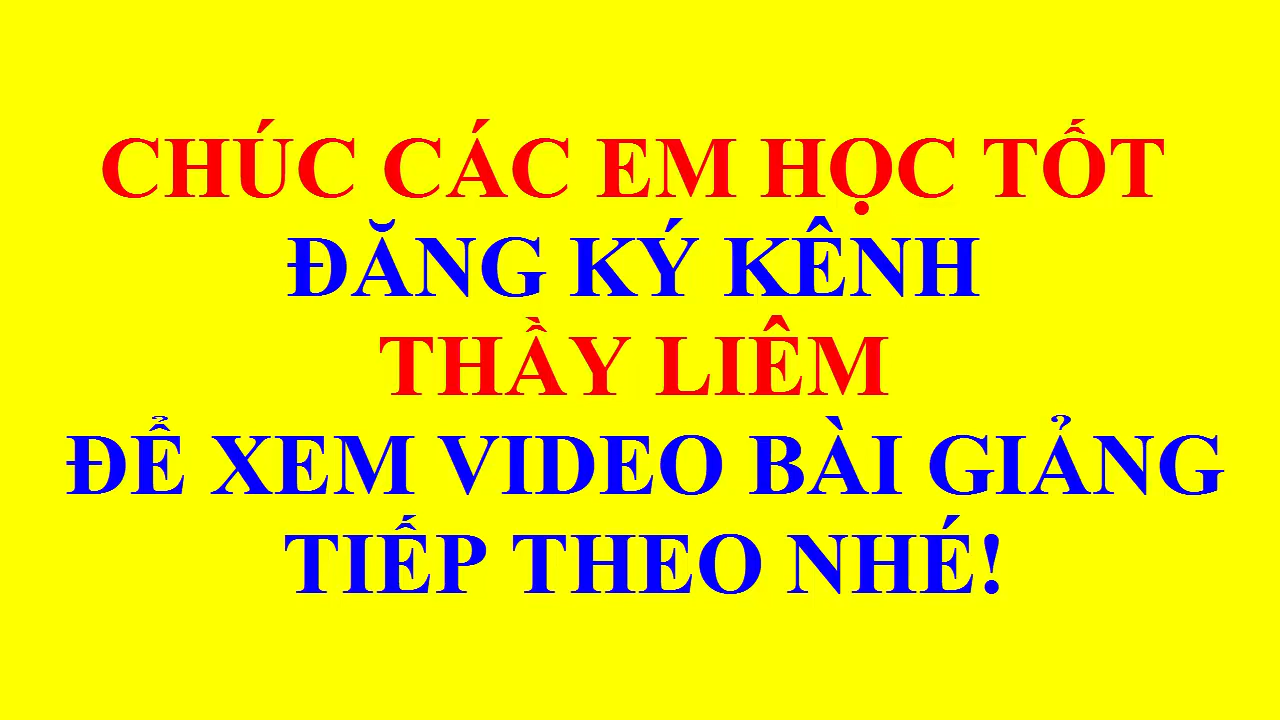 CHÚC CÁC EM HỌC TỐT
ĐĂNG KÝ KÊNH
THẦY LIÊM
ĐỂ XEM VIDEO BÀI GIẢNG
TIẾP THEO NHÉ!